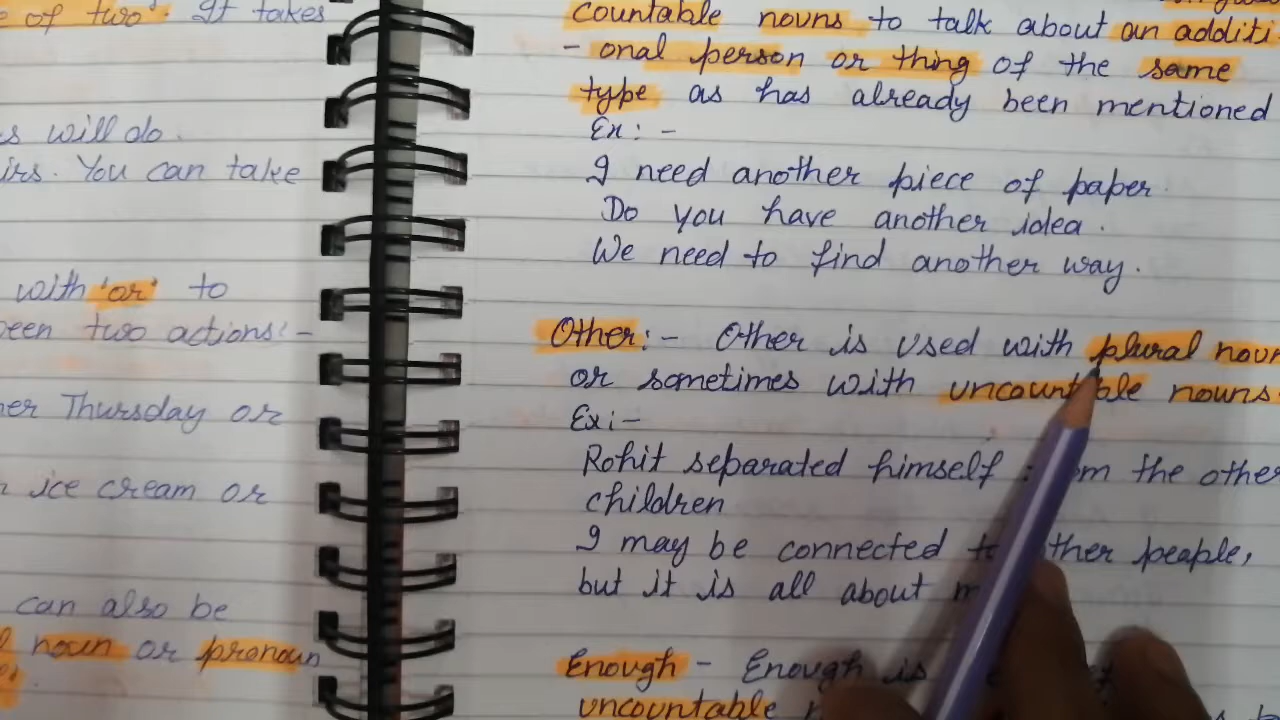 e of two'. It takes
s will do.
irs. You can take
with 'or' to
een two actions:-
her Thursday or
ice cream or
can also be
noun or pronoun
countable nouns to talk about an additi-
- onal person or thing of the same
type as has already been mentioned
Ex:-
I need another piece of paper.
Do you have another idea.
We need to find another way.
Other:- Other is used with plural noun
or sometimes with uncountable nouns.
Ex:-
Rohit separated himself the other
children
I may be connected peaple,
but it is all about
Enough - Enough is
uncountable